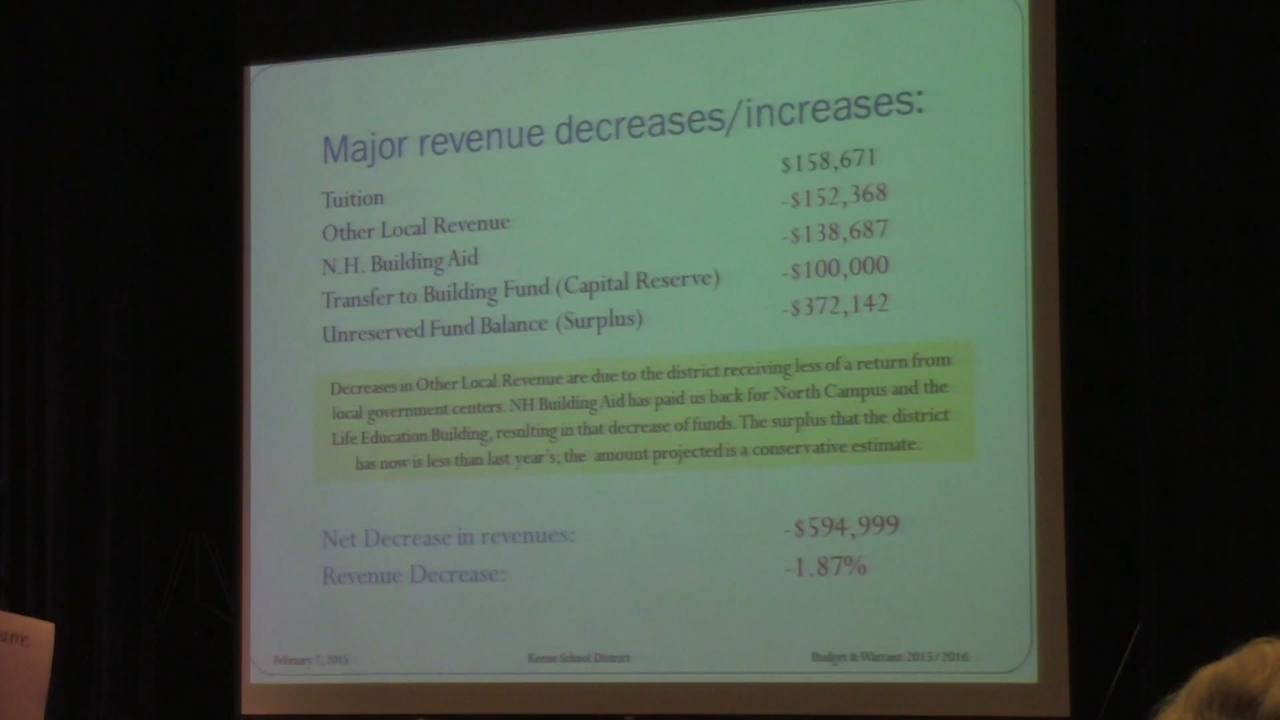 Major revenue decreases/increases:
Tuition $158,671
Other Local Revenue -$152,368
N.H. Building Aid -$138,687
Transfer to Building Fund (Capital Reserve) -$100,000
Unreserved Fund Balance (Surplus) -$372,142
Decreases in Other Local Revenue are due to the district receiving less of a return from
local government centers. NH Building Aid has paid us back for North Campus and the
Life Education Building, resulting in that decrease of funds. The surplus that the district
has now is less than last year's; the amount projected is a conservative estimate.
Net Decrease in revenues: -$594,999
Revenue Decrease: -1.87%
February 7, 2015 Keene School District Budget & Warrant 2015/2016